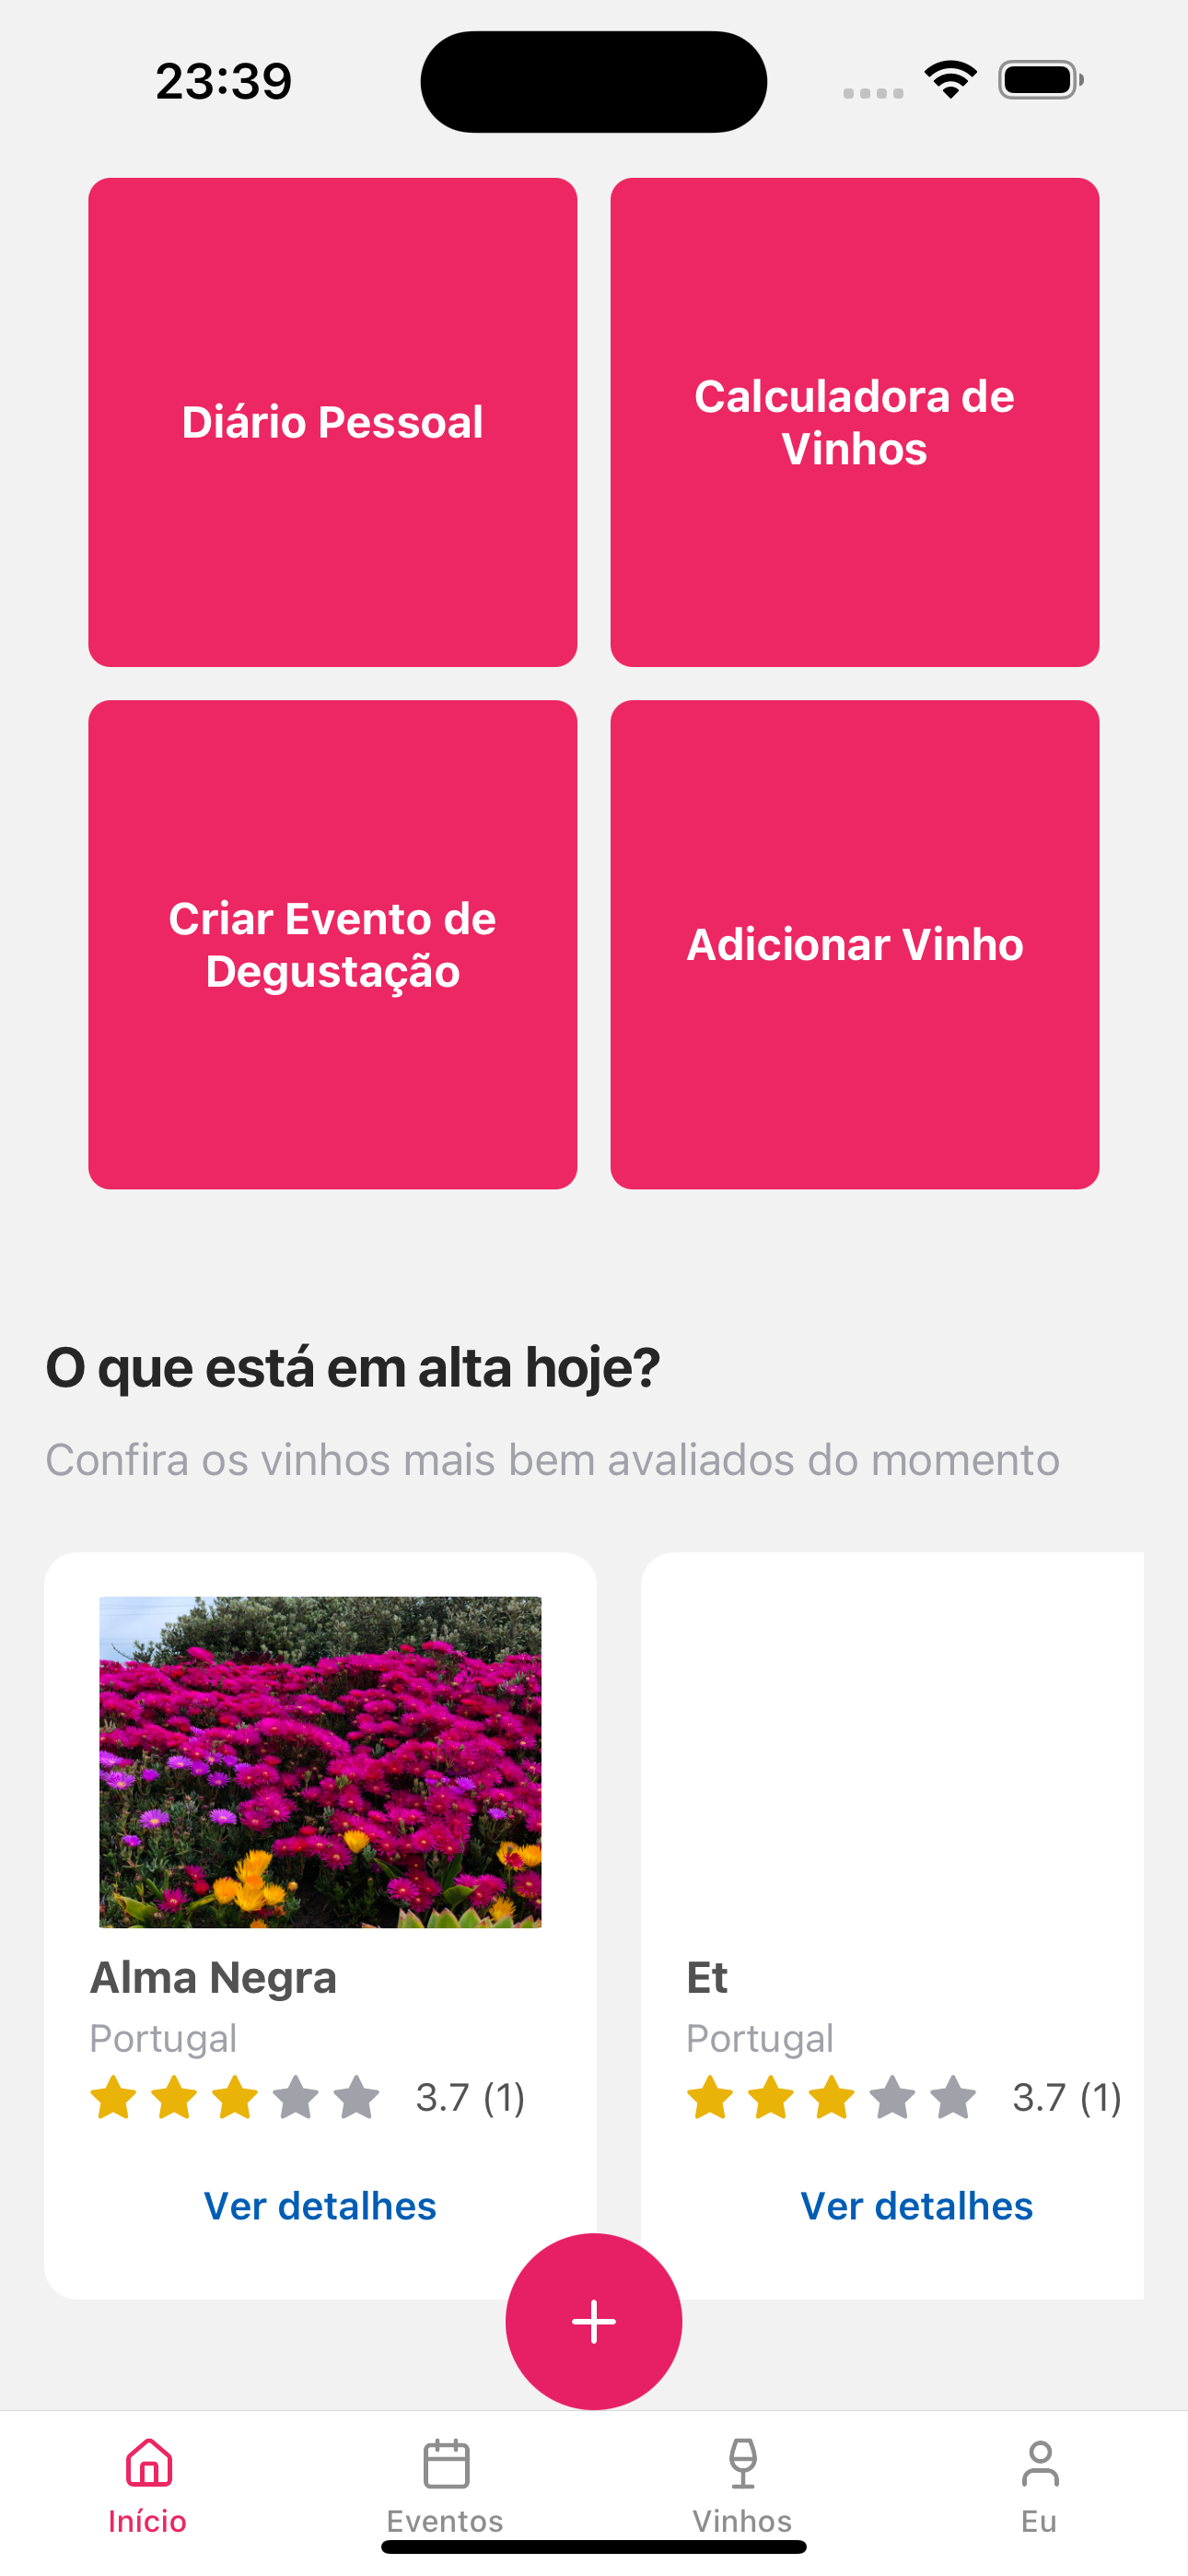 23:39
Diário Pessoal
Calculadora de
Vinhos
Criar Evento de
Degustação
Adicionar Vinho
O que está em alta hoje?
Confira os vinhos mais bem avaliados do momento
Alma Negra
Portugal
3.7 (1)
Ver detalhes
Et
Portugal
3.7 (1)
Ver detalhes
Início
Eventos
Vinhos
Eu